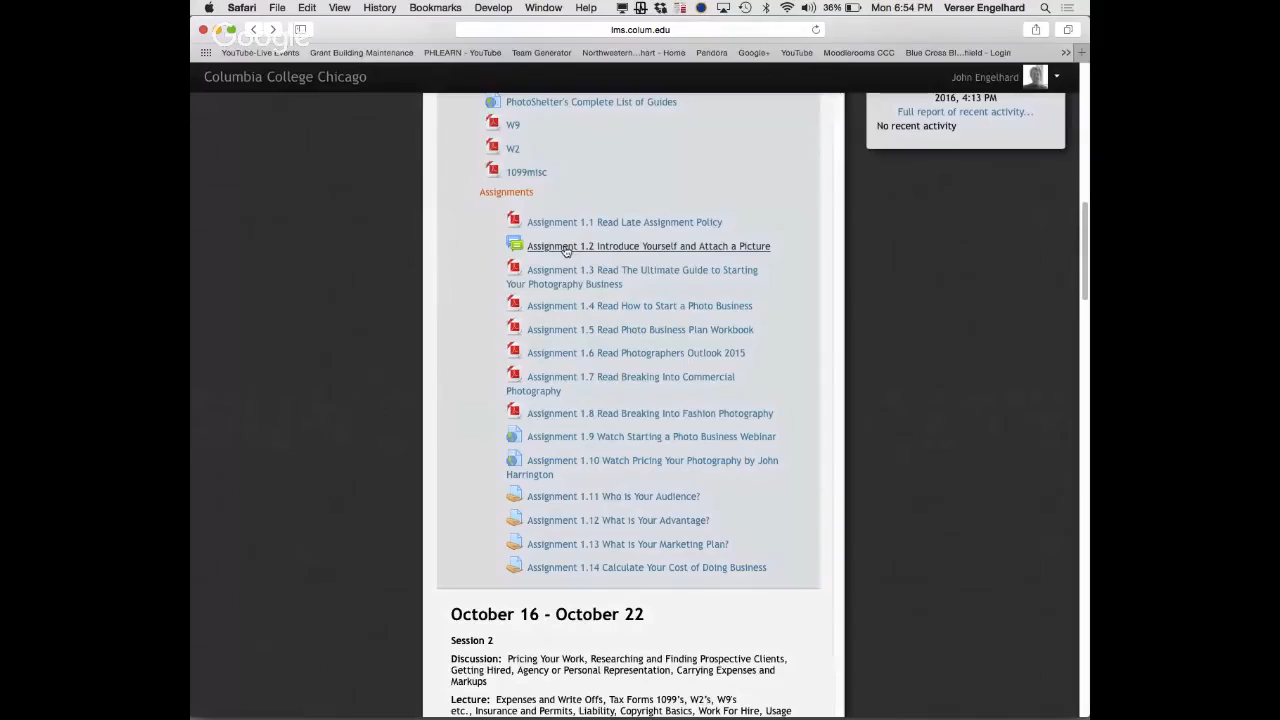 Safari File Edit View History Bookmarks Develop Window Help 36% Mon 6:54 PM Verser Engelhard
Google
lms.colum.edu
YouTube-Live Events Grant Building Maintenance PHLEARN - YouTube Team Generator Northwestern...hart - Home Pandora Google+ YouTube Moodlerooms CCC Blue Cross Bl...hield - Login
Columbia College Chicago
John Engelhard
2016, 4:13 PM
Full report of recent activity...
No recent activity
PhotoShelter's Complete List of Guides
W9
W2
1099misc
Assignments
Assignment 1.1 Read Late Assignment Policy
Assignment 1.2 Introduce Yourself and Attach a Picture
Assignment 1.3 Read The Ultimate Guide to Starting
Your Photography Business
Assignment 1.4 Read How to Start a Photo Business
Assignment 1.5 Read Photo Business Plan Workbook
Assignment 1.6 Read Photographers Outlook 2015
Assignment 1.7 Read Breaking Into Commercial
Photography
Assignment 1.8 Read Breaking Into Fashion Photography
Assignment 1.9 Watch Starting a Photo Business Webinar
Assignment 1.10 Watch Pricing Your Photography by John
Harrington
Assignment 1.11 Who is Your Audience?
Assignment 1.12 What is Your Advantage?
Assignment 1.13 What is Your Marketing Plan?
Assignment 1.14 Calculate Your Cost of Doing Business
October 16 - October 22
Session 2
Discussion: Pricing Your Work, Researching and Finding Prospective Clients,
Getting Hired, Agency or Personal Representation, Carrying Expenses and
Markups
Lecture: Expenses and Write Offs, Tax Forms 1099's, W2's, W9's
etc., Insurance and Permits, Liability, Copyright Basics, Work For Hire, Usage